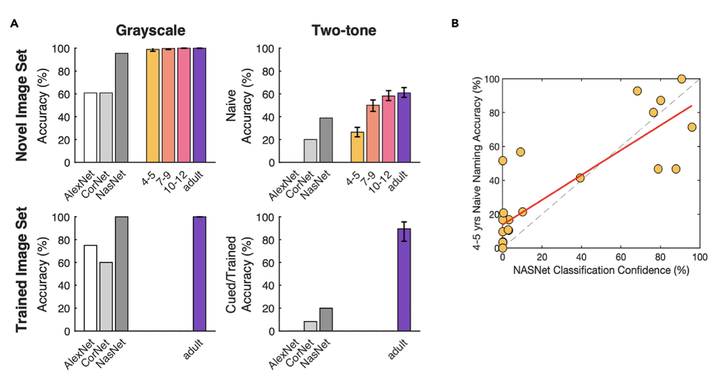 A
B
Grayscale
Two-tone
Novel Image Set
Accuracy (%)
100
80
60
40
20
0
AlexNet
CorNet
NasNet
4-5
7-9
10-12
adult
Naive
Accuracy (%)
100
80
60
40
20
0
AlexNet
CorNet
NasNet
4-5
7-9
10-12
adult
Trained Image Set
Accuracy (%)
100
80
60
40
20
0
AlexNet
CorNet
NasNet
adult
Cued/Trained
Accuracy (%)
100
80
60
40
20
0
AlexNet
CorNet
NasNet
adult
4-5 yrs Naive Naming Accuracy (%)
100
80
60
40
20
0
0
20
40
60
80
100
NASNet Classification Confidence (%)